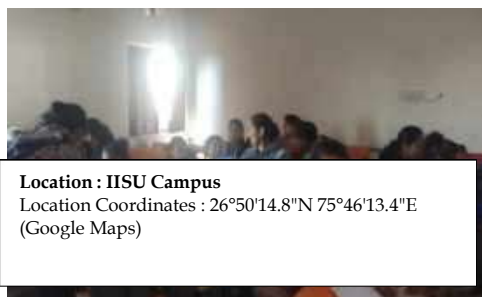 Location : IISU Campus
Location Coordinates : 26°50'14.8"N 75°46'13.4"E
(Google Maps)